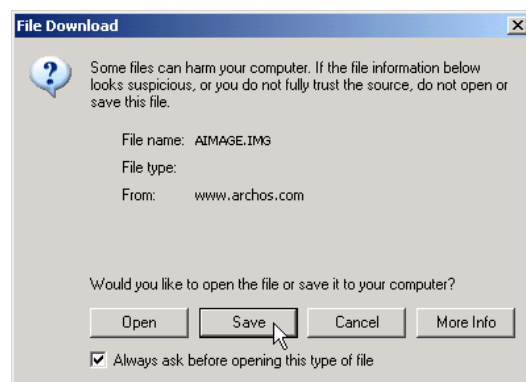 File Download
Some files can harm your computer. If the file information below
looks suspicious, or you do not fully trust the source, do not open or
save this file.
File name: AIMAGE.IMG
File type:
From: www.archos.com
Would you like to open the file or save it to your computer?
Open Save Cancel More Info
Always ask before opening this type of file